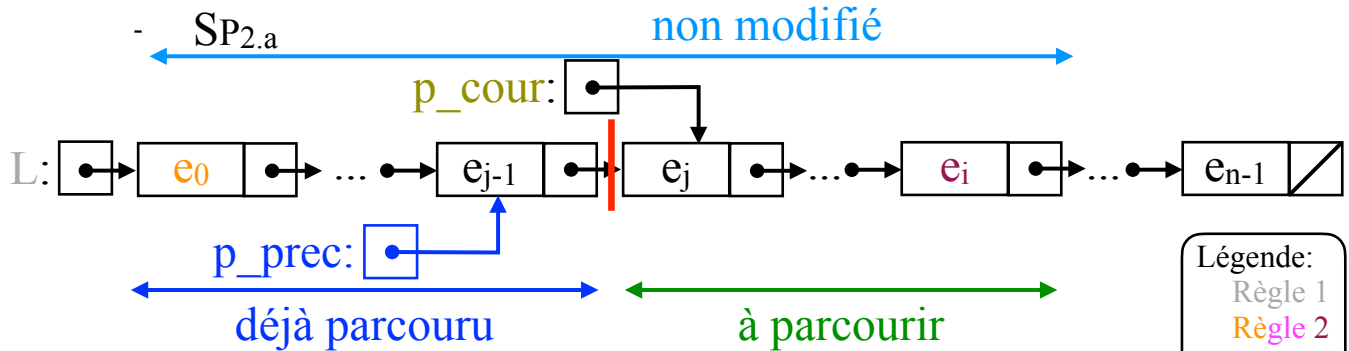 - SP2.a non modifié
p_cour:
L: e0 ... ej-1 ej ... ei ... en-1
p_prec:
déjà parcouru à parcourir
Légende:
Règle 1
Règle 2